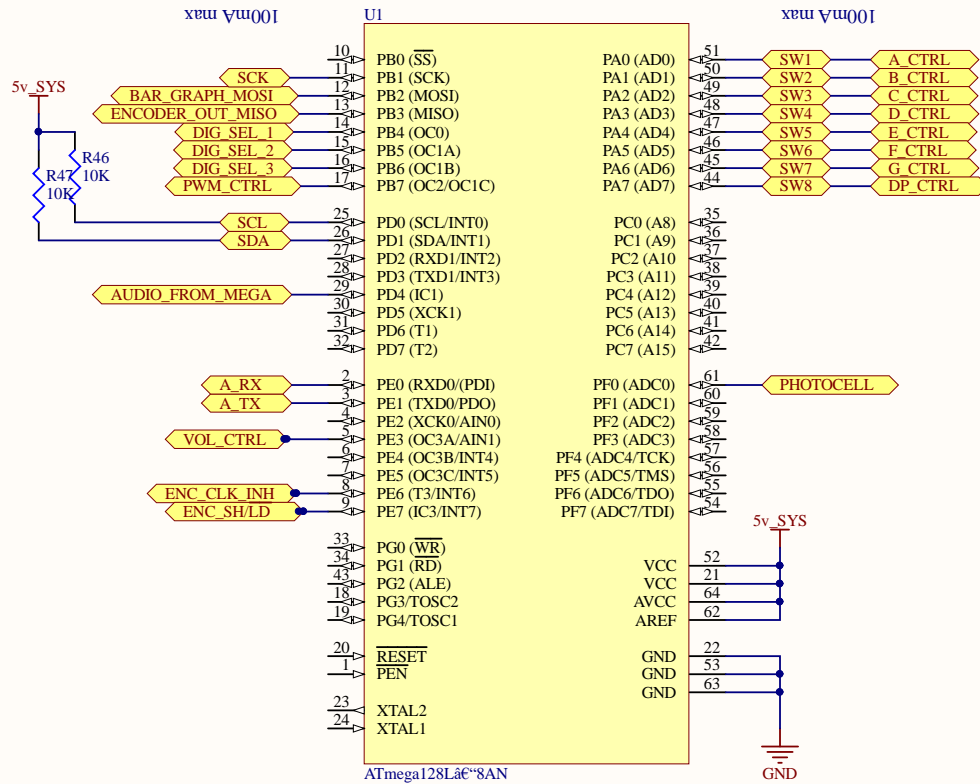 100mA max
U1
100mA max
5v_SYS
R46
10K
R47
10K
10 PB0 (SS) PA0 (AD0) 51 SW1 A_CTRL
SCK 11 PB1 (SCK) PA1 (AD1) 50 SW2 B_CTRL
BAR_GRAPH_MOSI 12 PB2 (MOSI) PA2 (AD2) 49 SW3 C_CTRL
ENCODER_OUT_MISO 13 PB3 (MISO) PA3 (AD3) 48 SW4 D_CTRL
DIG_SEL_1 14 PB4 (OC0) PA4 (AD4) 47 SW5 E_CTRL
DIG_SEL_2 15 PB5 (OC1A) PA5 (AD5) 46 SW6 F_CTRL
DIG_SEL_3 16 PB6 (OC1B) PA6 (AD6) 45 SW7 G_CTRL
PWM_CTRL 17 PB7 (OC2/OC1C) PA7 (AD7) 44 SW8 DP_CTRL
SCL 25 PD0 (SCL/INT0) PC0 (A8) 35
SDA 26 PD1 (SDA/INT1) PC1 (A9) 36
27 PD2 (RXD1/INT2) PC2 (A10 37
28 PD3 (TXD1/INT3) PC3 (A11) 38
AUDIO_FROM_MEGA 29 PD4 (IC1) PC4 (A12) 39
30 PD5 (XCK1) PC5 (A13) 40
31 PD6 (T1) PC6 (A14) 41
32 PD7 (T2) PC7 (A15) 42
A_RX 2 PE0 (RXD0/(PDI) PF0 (ADC0) 61 PHOTOCELL
A_TX 3 PE1 (TXD0/PDO) PF1 (ADC1) 60
4 PE2 (XCK0/AIN0) PF2 (ADC2) 59
VOL_CTRL 5 PE3 (OC3A/AIN1) PF3 (ADC3) 58
6 PE4 (OC3B/INT4) PF4 (ADC4/TCK) 57
7 PE5 (OC3C/INT5) PF5 (ADC5/TMS) 56
ENC_CLK_INH 8 PE6 (T3/INT6) PF6 (ADC6/TDO) 55
ENC_SH/LD 9 PE7 (IC3/INT7) PF7 (ADC7/TDI) 54
5v_SYS
33 PG0 (WR)
34 PG1 (RD) VCC 52
43 PG2 (ALE) VCC 21
18 PG3/TOSC2 AVCC 64
19 PG4/TOSC1 AREF 62
20 RESET GND 22
1 PEN GND 53
GND 63
23 XTAL2
24 XTAL1
GND
ATmega128Lâ€“8AN